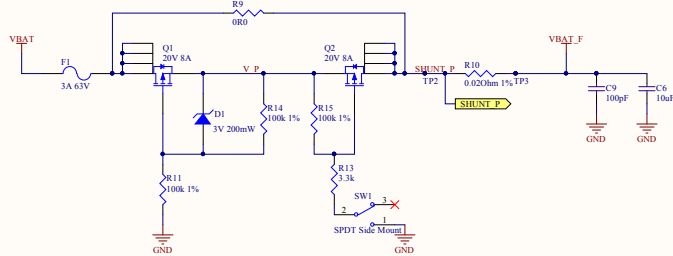 R9
0R0
VBAT
F1
3A 63V
Q1
20V 8A
V_P
Q2
20V 8A
SHUNT_P
TP2
R10
0.02Ohm 1%
TP3
VBAT_F
SHUNT_P
C9
100pF
C6
10uF
GND
GND
D1
3V 200mW
R14
100k 1%
R15
100k 1%
R11
100k 1%
R13
3.3k
SW1
3
2
1
SPDT Side Mount
GND
GND